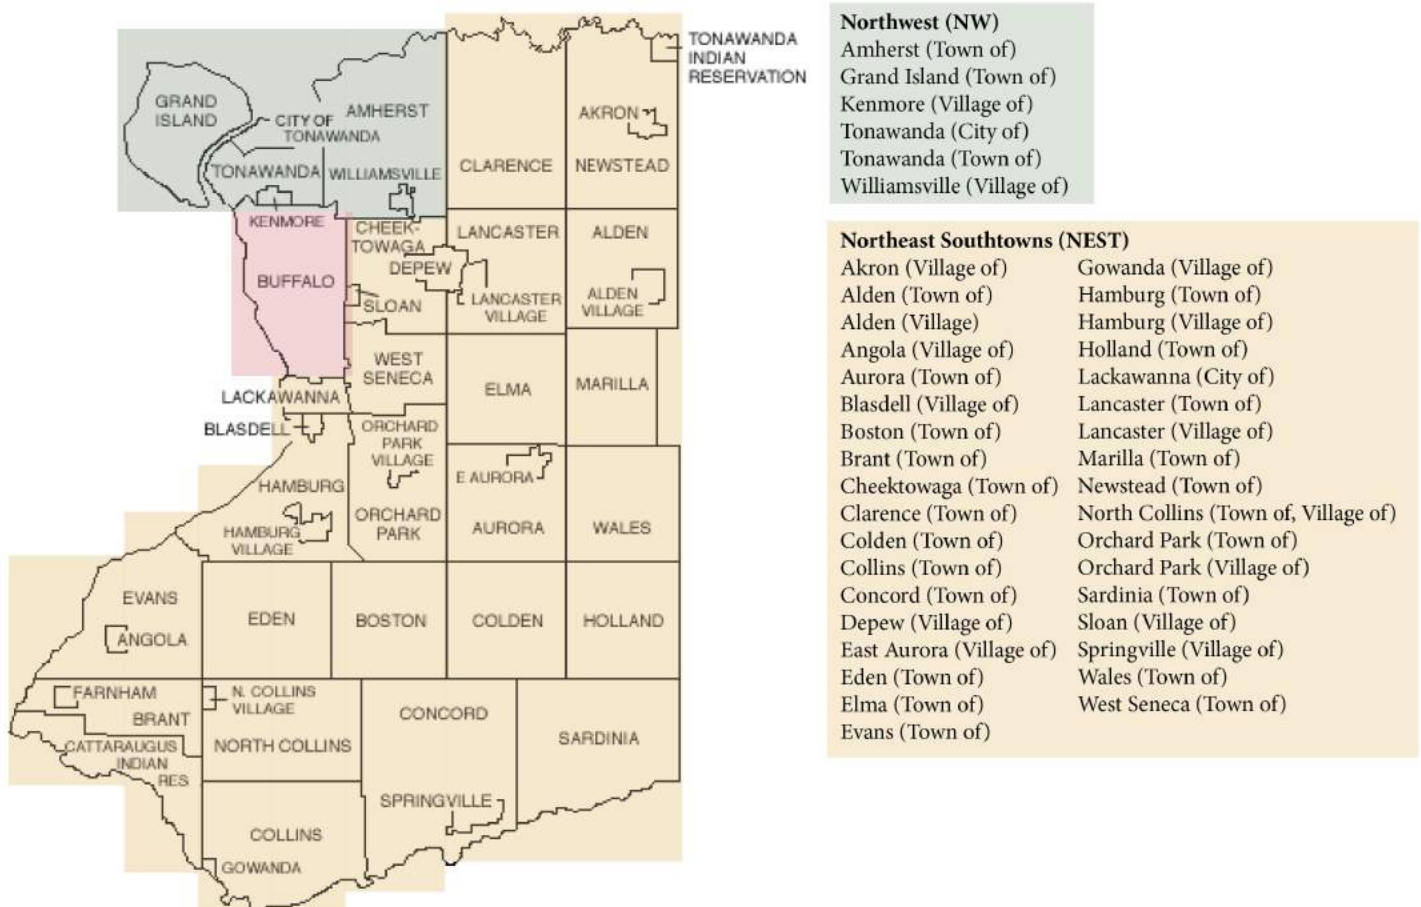 TONAWANDA
INDIAN
RESERVATION
GRAND
ISLAND
CITY OF
TONAWANDA
AMHERST
AKRON
TONAWANDA
WILLIAMSVILLE
CLARENCE
NEWSTEAD
KENMORE
CHEEK-
TOWAGA
LANCASTER
ALDEN
DEPEW
BUFFALO
SLOAN
LANCASTER
VILLAGE
ALDEN
VILLAGE
WEST
SENECA
ELMA
MARILLA
LACKAWANNA
BLASDELL
ORCHARD
PARK
VILLAGE
E AURORA
HAMBURG
HAMBURG
VILLAGE
ORCHARD
PARK
AURORA
WALES
EVANS
ANGOLA
EDEN
BOSTON
COLDEN
HOLLAND
FARNHAM
BRANT
N. COLLINS
VILLAGE
CONCORD
CATTARAUGUS
INDIAN
RES
NORTH COLLINS
SARDINIA
SPRINGVILLE
COLLINS
GOWANDA
Northwest (NW)
Amherst (Town of)
Grand Island (Town of)
Kenmore (Village of)
Tonawanda (City of)
Tonawanda (Town of)
Williamsville (Village of)
Northeast Southtowns (NEST)
Akron (Village of)
Alden (Town of)
Alden (Village)
Angola (Village of)
Aurora (Town of)
Blasdell (Village of)
Boston (Town of)
Brant (Town of)
Cheektowaga (Town of)
Clarence (Town of)
Colden (Town of)
Collins (Town of)
Concord (Town of)
Depew (Village of)
East Aurora (Village of)
Eden (Town of)
Elma (Town of)
Evans (Town of)
Gowanda (Village of)
Hamburg (Town of)
Hamburg (Village of)
Holland (Town of)
Lackawanna (City of)
Lancaster (Town of)
Lancaster (Village of)
Marilla (Town of)
Newstead (Town of)
North Collins (Town of, Village of)
Orchard Park (Town of)
Orchard Park (Village of)
Sardinia (Town of)
Sloan (Village of)
Springville (Village of)
Wales (Town of)
West Seneca (Town of)